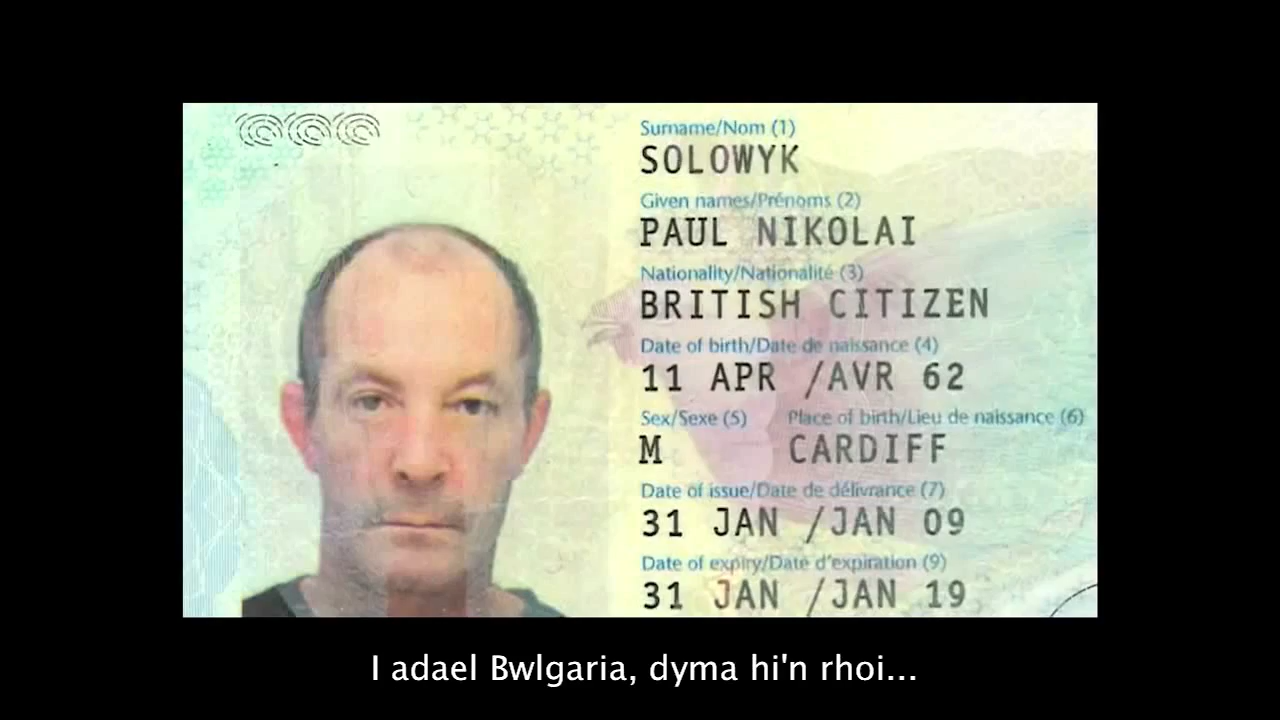 Surname/Nom (1)
SOLOWYK
Given names/Prénoms (2)
PAUL NIKOLAI
Nationality/Nationalité (3)
BRITISH CITIZEN
Date of birth/Date de naissance (4)
11 APR /AVR 62
Sex/Sexe (5) Place of birth/Lieu de naissance (6)
M CARDIFF
Date of issue/Date de délivrance (7)
31 JAN /JAN 09
Date of expiry/Date d'expiration (9)
31 JAN /JAN 19
I adael Bwlgaria, dyma hi'n rhoi...